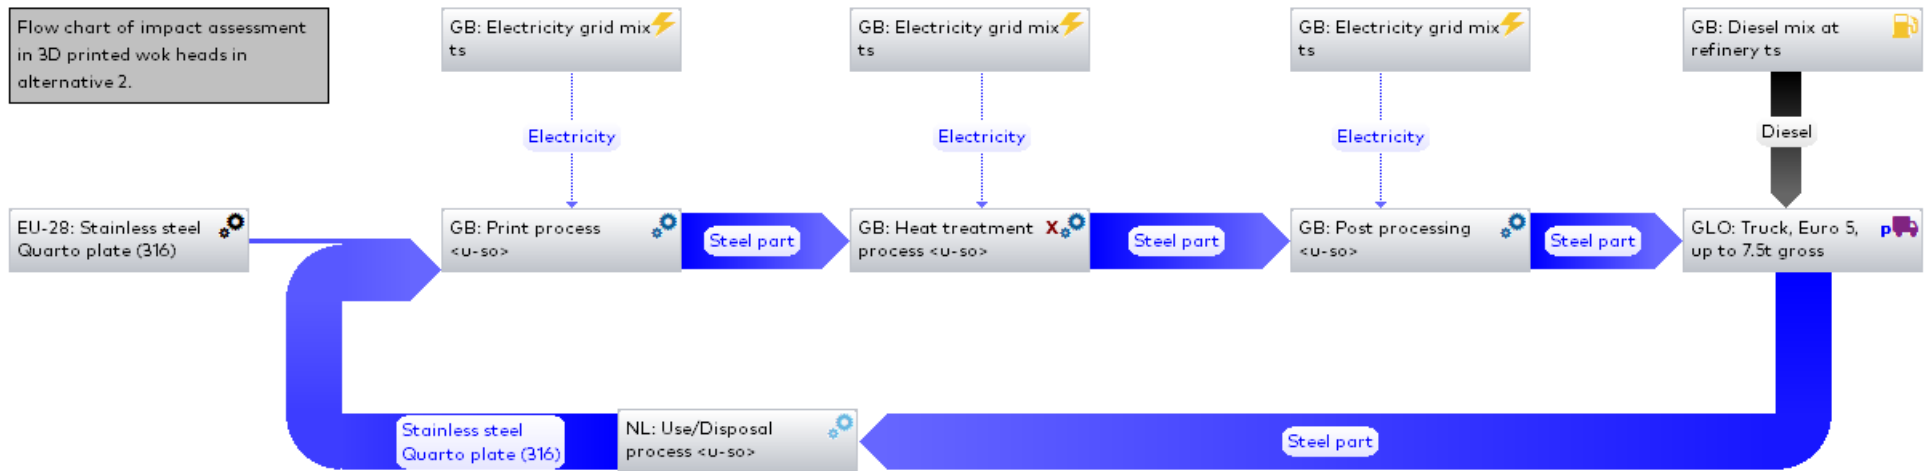 Flow chart of impact assessment
in 3D printed wok heads in
alternative 2.
GB: Electricity grid mix
ts
GB: Electricity grid mix
ts
GB: Electricity grid mix
ts
GB: Diesel mix at
refinery ts
Electricity
Electricity
Electricity
Diesel
EU-28: Stainless steel
Quarto plate (316)
GB: Print process
<u-so>
Steel part
GB: Heat treatment
process <u-so>
X
Steel part
GB: Post processing
<u-so>
Steel part
GLO: Truck, Euro 5,
up to 7.5t gross
p
Stainless steel
Quarto plate (316)
NL: Use/Disposal
process <u-so>
Steel part